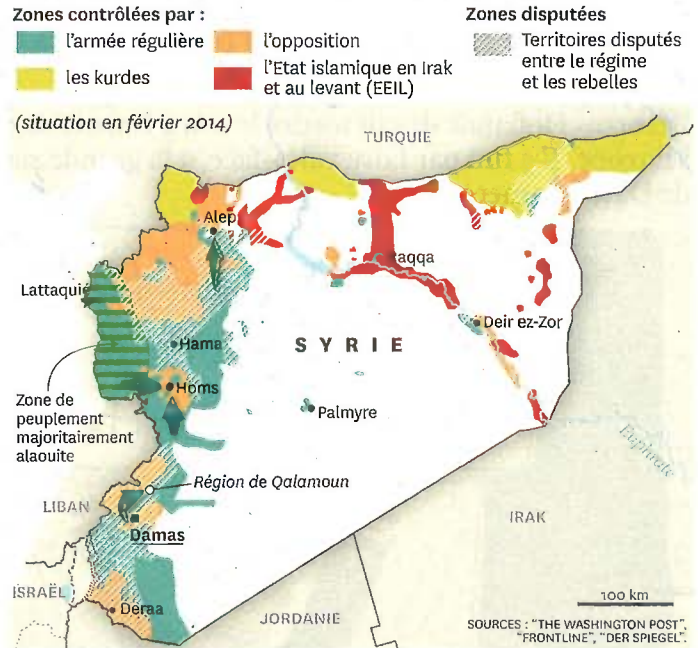 Zones contrôlées par :
l'armée régulière
l'opposition
les kurdes
l'Etat islamique en Irak
et au levant (EEIL)
Zones disputées
Territoires disputés
entre le régime
et les rebelles
(situation en février 2014)
TURQUIE
Alep
Raqqa
Lattaquié
Deir ez-Zor
Hama
SYRIE
Homs
Zone de
peuplement
majoritairement
alaouite
Palmyre
Euphrate
Région de Qalamoun
LIBAN
IRAK
Damas
ISRAËL
100 km
Deraa
JORDANIE
SOURCES : "THE WASHINGTON POST",
"FRONTLINE", "DER SPIEGEL".